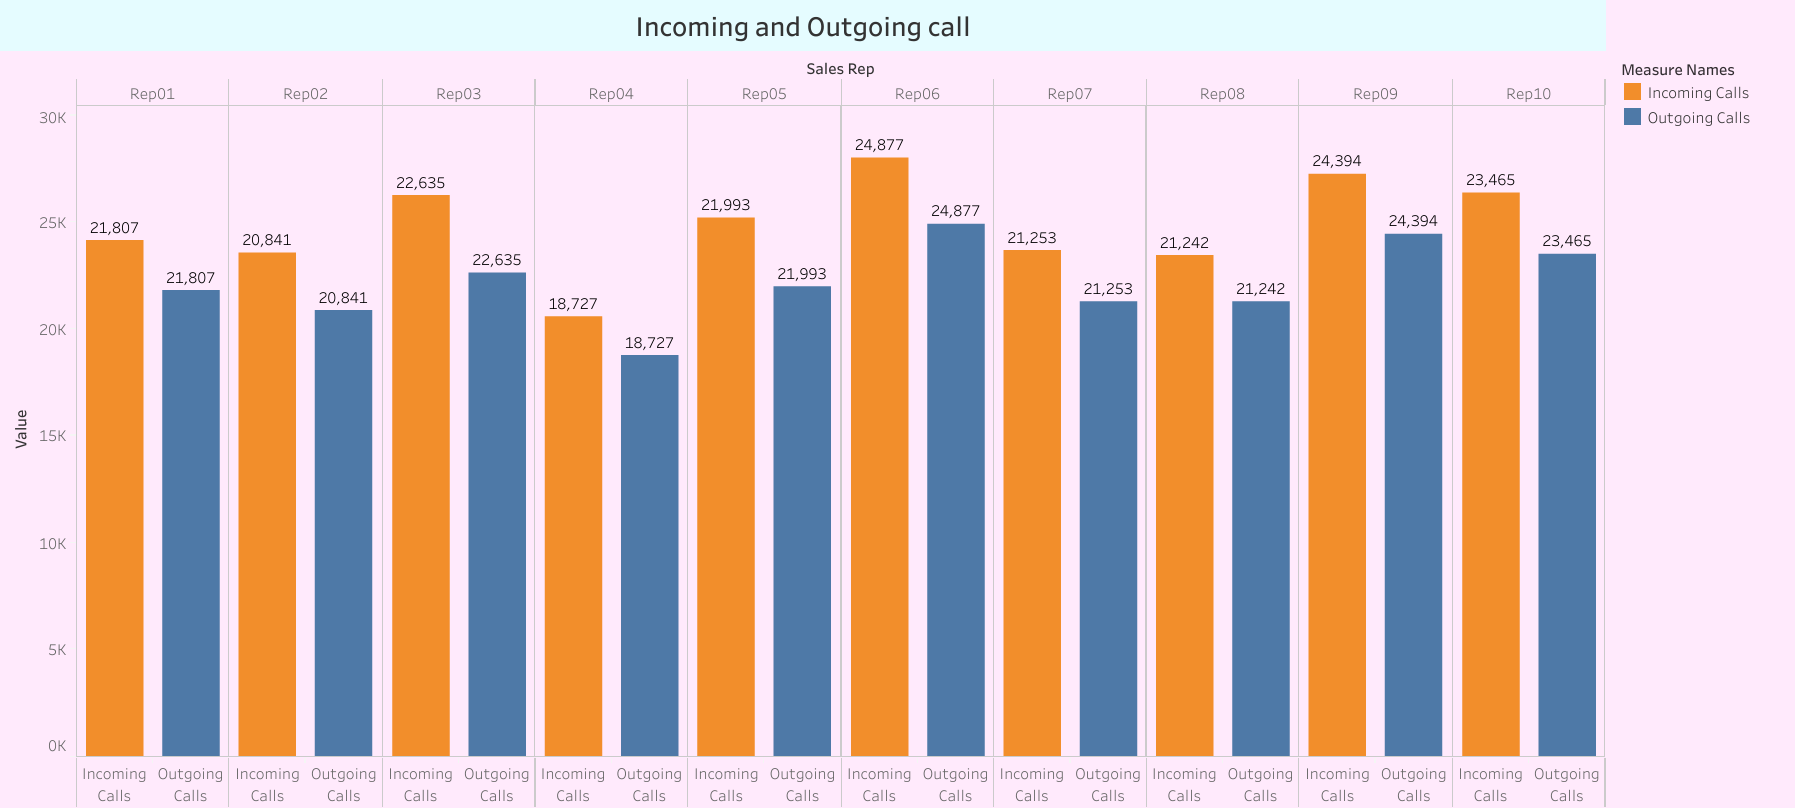 Incoming and Outgoing call
Sales Rep
Rep01 Rep02 Rep03 Rep04 Rep05 Rep06 Rep07 Rep08 Rep09 Rep10
Measure Names
Incoming Calls
Outgoing Calls
Value
30K
25K
20K
15K
10K
5K
0K
21,807 21,807 20,841 20,841 22,635 22,635 18,727 18,727 21,993 21,993 24,877 24,877 21,253 21,253 21,242 21,242 24,394 24,394 23,465 23,465
Incoming Outgoing Incoming Outgoing Incoming Outgoing Incoming Outgoing Incoming Outgoing Incoming Outgoing Incoming Outgoing Incoming Outgoing Incoming Outgoing Incoming Outgoing
Calls Calls Calls Calls Calls Calls Calls Calls Calls Calls Calls Calls Calls Calls Calls Calls Calls Calls Calls Calls